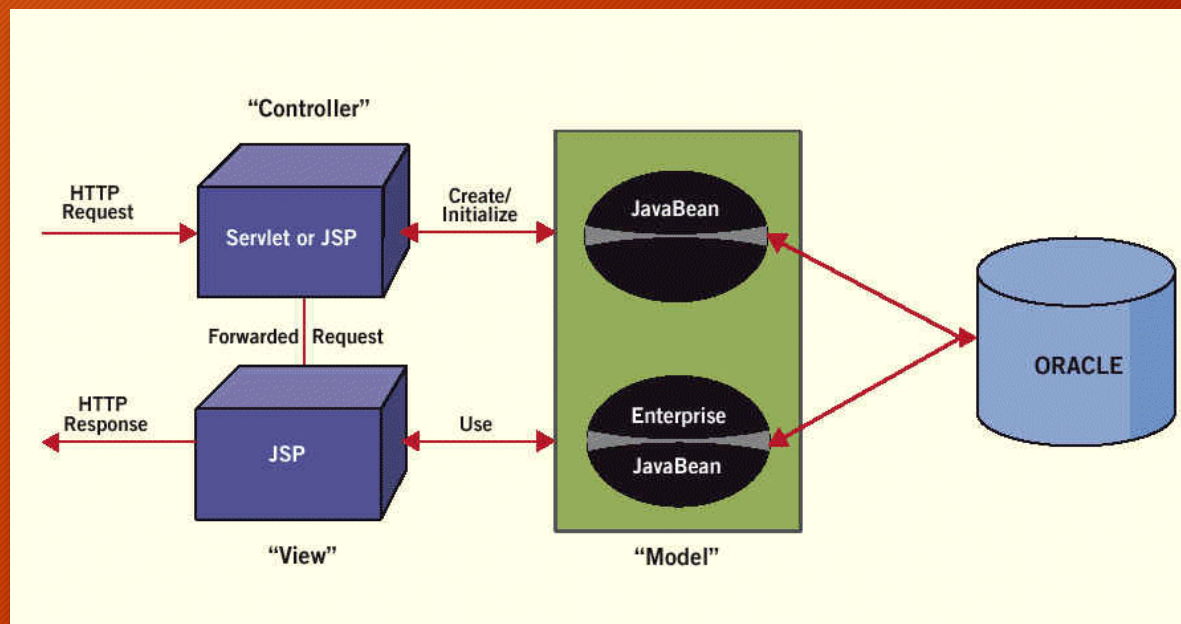 “Controller”
HTTP
Request
Servlet or JSP
Create/
Initialize
JavaBean
Forwarded Request
ORACLE
HTTP
Response
JSP
Use
Enterprise
JavaBean
“View”
“Model”